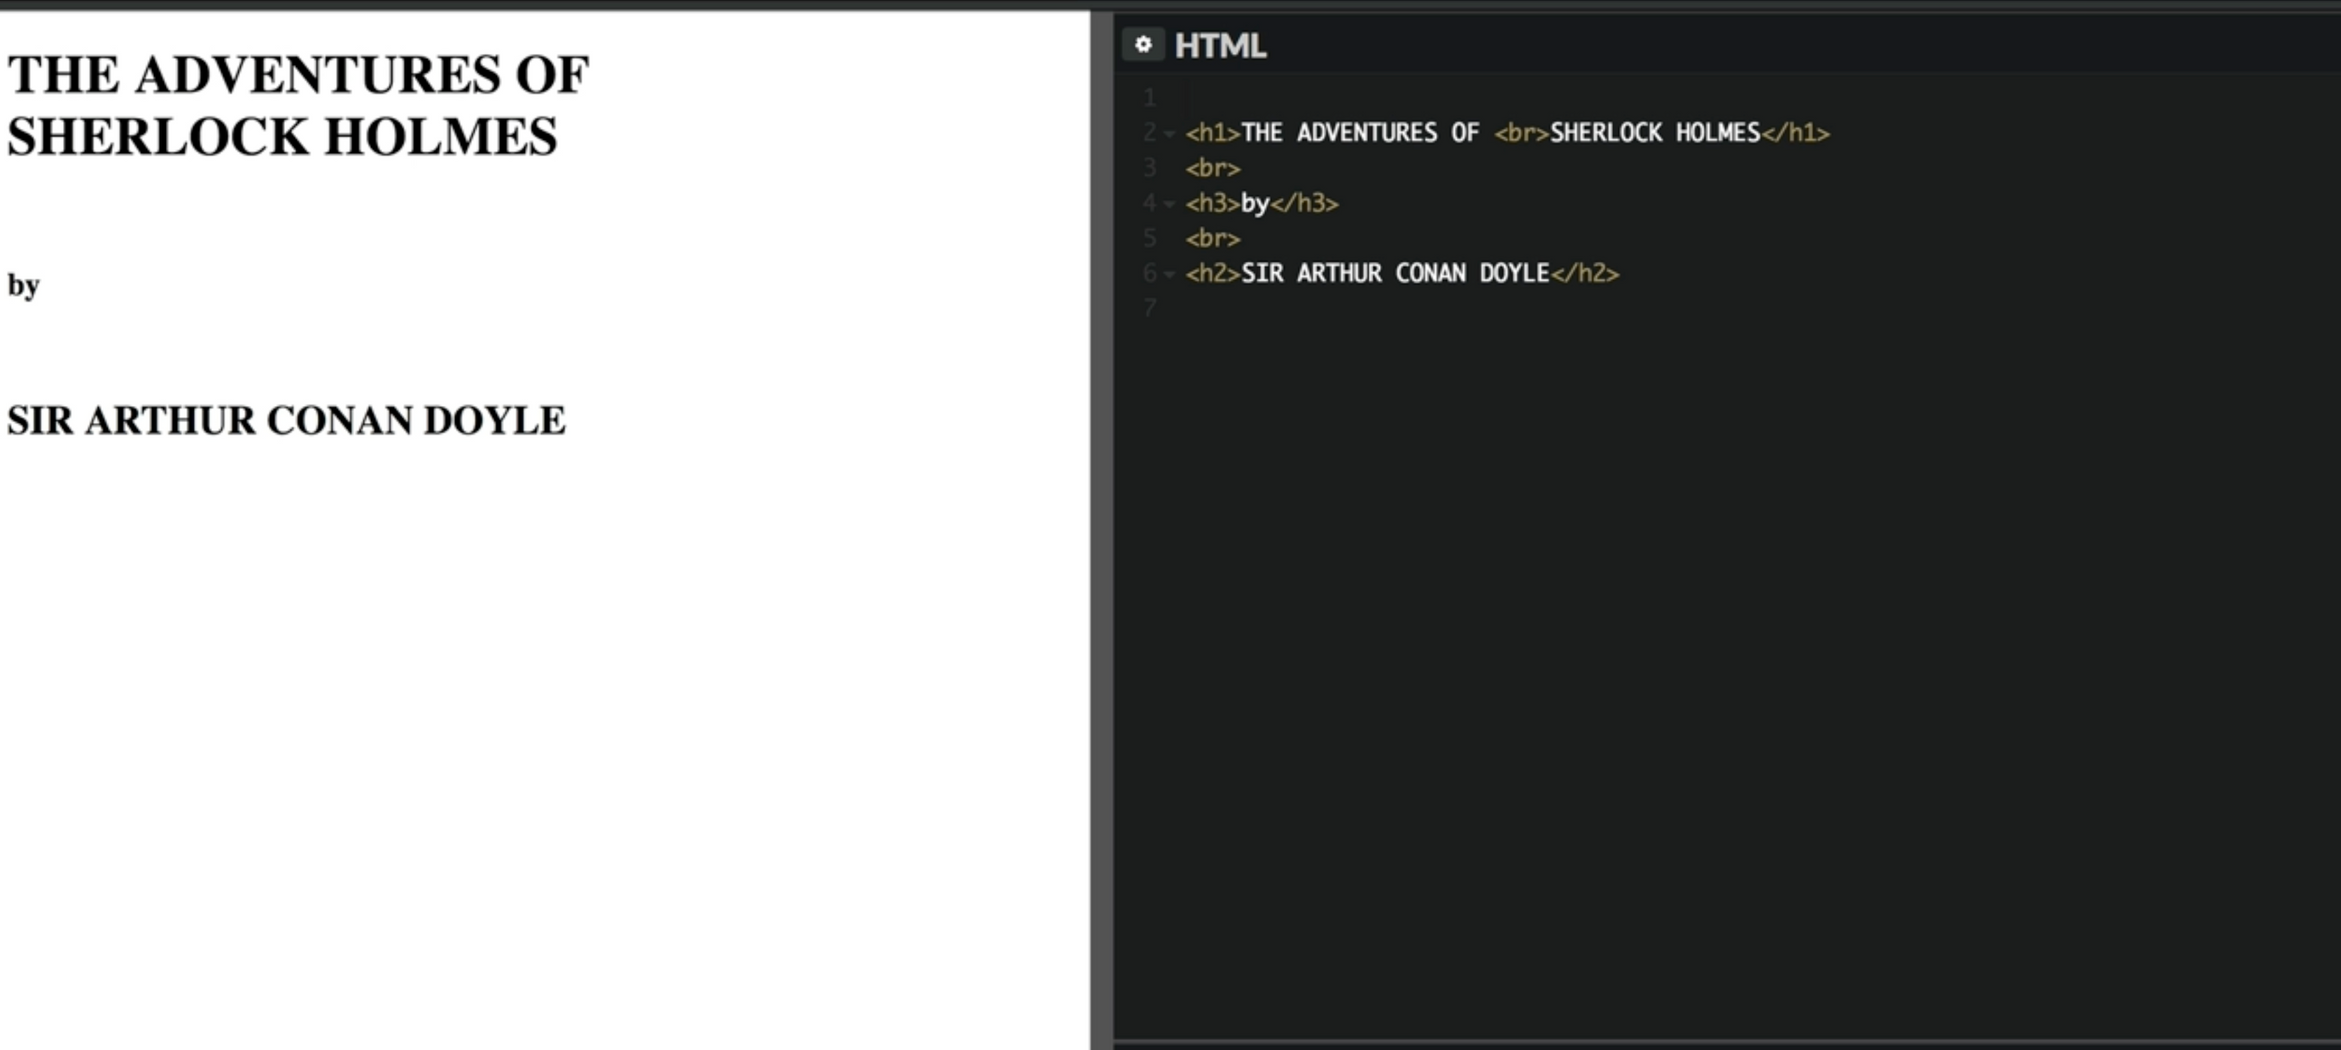 THE ADVENTURES OF
SHERLOCK HOLMES
by
SIR ARTHUR CONAN DOYLE
HTML
1
2 <h1>THE ADVENTURES OF <br>SHERLOCK HOLMES</h1>
3 <br>
4 <h3>by</h3>
5 <br>
6 <h2>SIR ARTHUR CONAN DOYLE</h2>
7